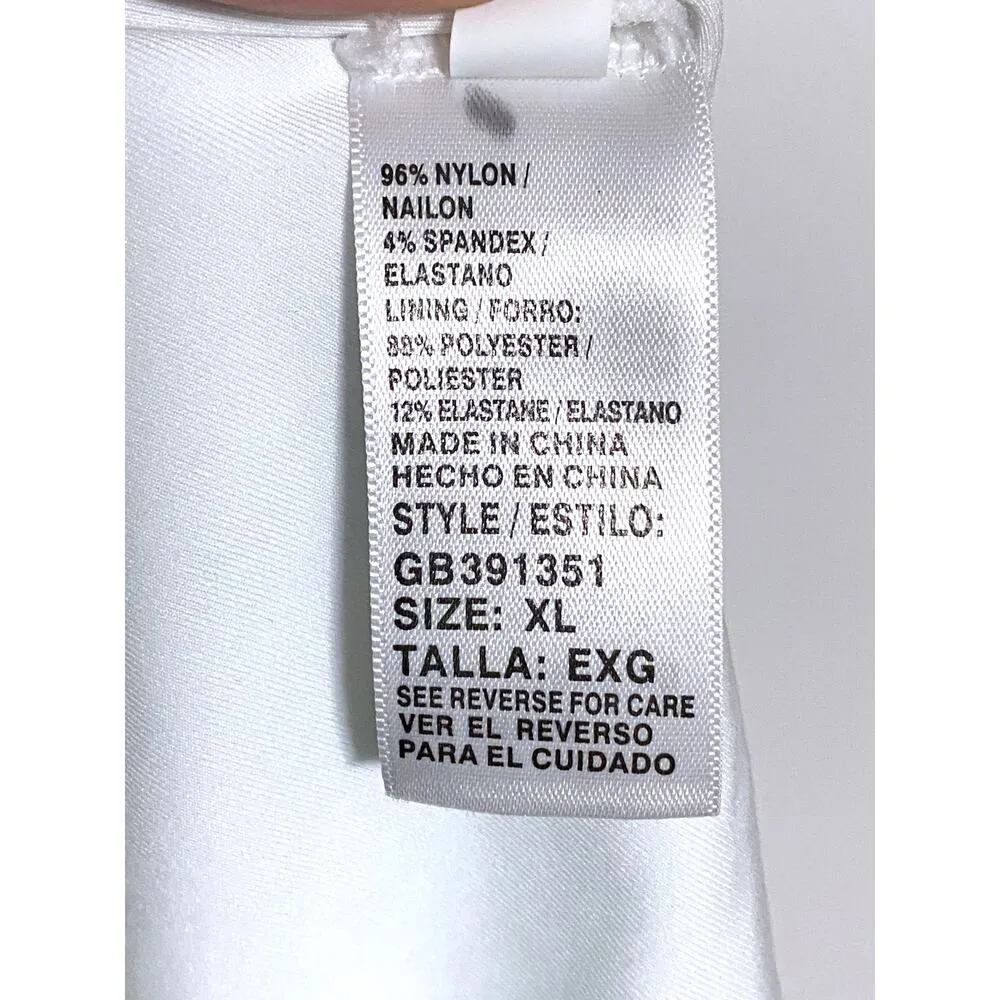 96% NYLON /
NAILON
4% SPANDEX /
ELASTANO
LINING / FORRO:
88% POLYESTER /
POLIESTER
12% ELASTANE / ELASTANO
MADE IN CHINA
HECHO EN CHINA
STYLE / ESTILO:
GB391351
SIZE: XL
TALLA: EXG
SEE REVERSE FOR CARE
VER EL REVERSO
PARA EL CUIDADO